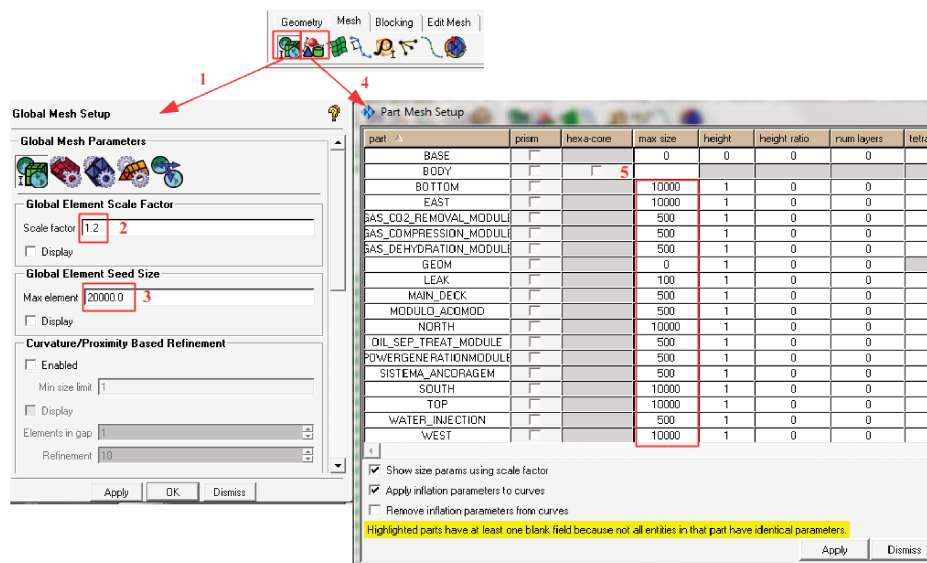 Geometry Mesh Blocking Edit Mesh
1
4
Global Mesh Setup
Global Mesh Parameters
Global Element Scale Factor
Scale factor 1.2 2
Display
Global Element Seed Size
Max element 20000.0 3
Display
Curvature/Proximity Based Refinement
Enabled
Min size limit 1
Display
Elements in gap 1
Refinement 10
Apply OK Dismiss
Part Mesh Setup
part prism hexa-core max size height height ratio num layers tetra
BASE 0 0 0 0
BODY 5
BOTTOM 10000 1 0 0
EAST 10000 1 0 0
GAS_CO2_REMOVAL_MODULE 500 1 0 0
GAS_COMPRESSION_MODULE 500 1 0 0
GAS_DEHYDRATION_MODULE 500 1 0 0
GEOM 0 1 0 0
LEAK 100 1 0 0
MAIN_DECK 500 1 0 0
MODULO_ACOMOD 500 1 0 0
NORTH 10000 1 0 0
OIL_SEP_TREAT_MODULE 500 1 0 0
POWERGENERATIONMODULE 500 1 0 0
SISTEMA_ANCORAGEM 500 1 0 0
SOUTH 10000 1 0 0
TOP 10000 1 0 0
WATER_INJECTION 500 1 0 0
WEST 10000 1 0 0
Show size params using scale factor
Apply inflation parameters to curves
Remove inflation parameters from curves
Highlighted parts have at least one blank field because not all entities in that part have identical parameters.
Apply Dismiss